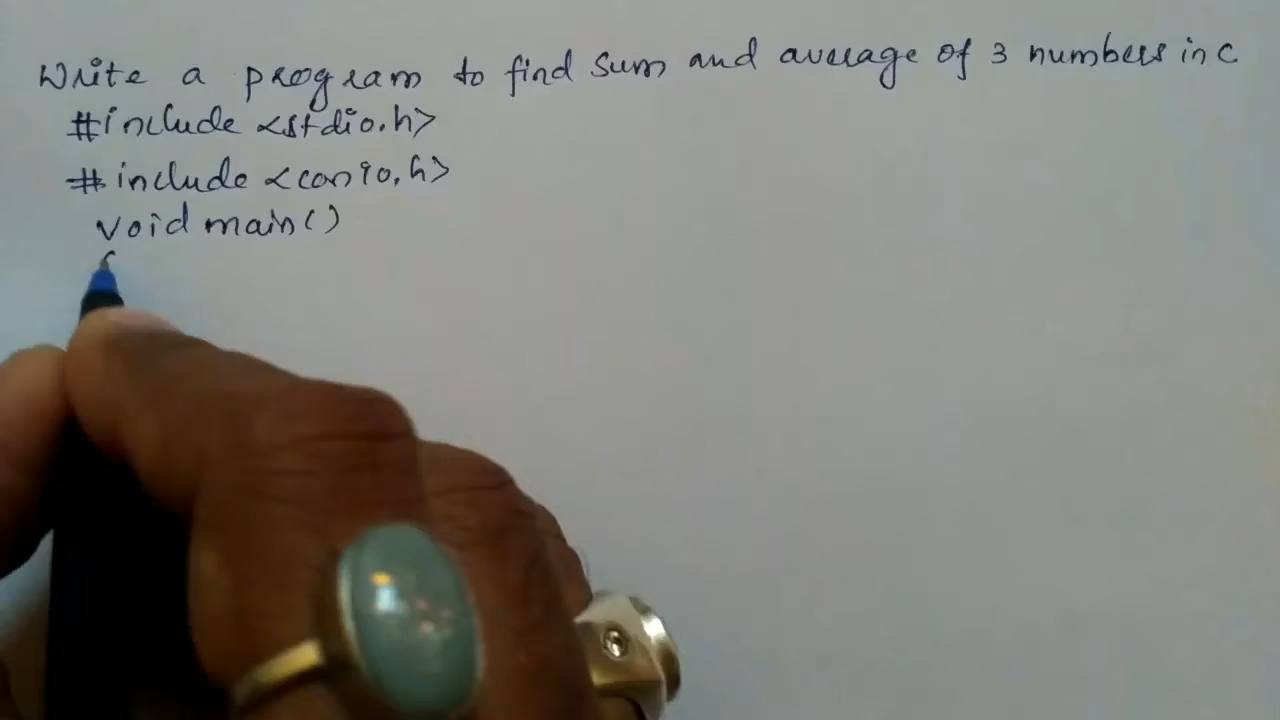 Write a program to find sum and average of 3 numbers in c
#include <stdio.h>
#include <conio.h>
void main()
{